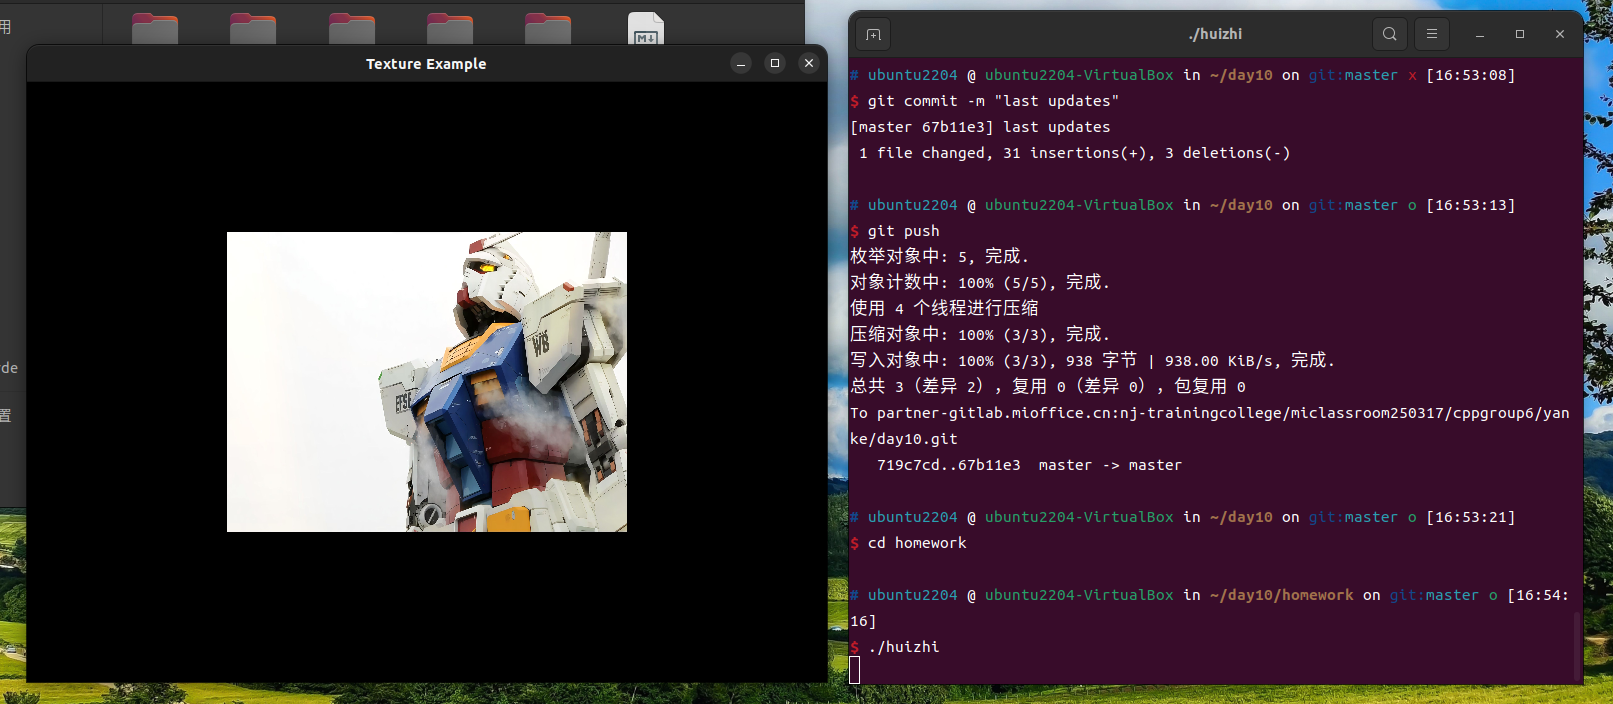 用
M
de
置
Texture Example
WB
EFSF
./huizhi
# ubuntu2204 @ ubuntu2204-VirtualBox in ~/day10 on git:master x [16:53:08]
$ git commit -m "last updates"
[master 67b11e3] last updates
1 file changed, 31 insertions(+), 3 deletions(-)
# ubuntu2204 @ ubuntu2204-VirtualBox in ~/day10 on git:master o [16:53:13]
$ git push
枚举对象中: 5, 完成.
对象计数中: 100% (5/5), 完成.
使用 4 个线程进行压缩
压缩对象中: 100% (3/3), 完成.
写入对象中: 100% (3/3), 938 字节 | 938.00 KiB/s, 完成.
总共 3（差异 2），复用 0（差异 0），包复用 0
To partner-gitlab.mioffice.cn:nj-trainingcollege/miclassroom250317/cppgroup6/yan
ke/day10.git
719c7cd..67b11e3  master -> master
# ubuntu2204 @ ubuntu2204-VirtualBox in ~/day10 on git:master o [16:53:21]
$ cd homework
# ubuntu2204 @ ubuntu2204-VirtualBox in ~/day10/homework on git:master o [16:54:
16]
$ ./huizhi